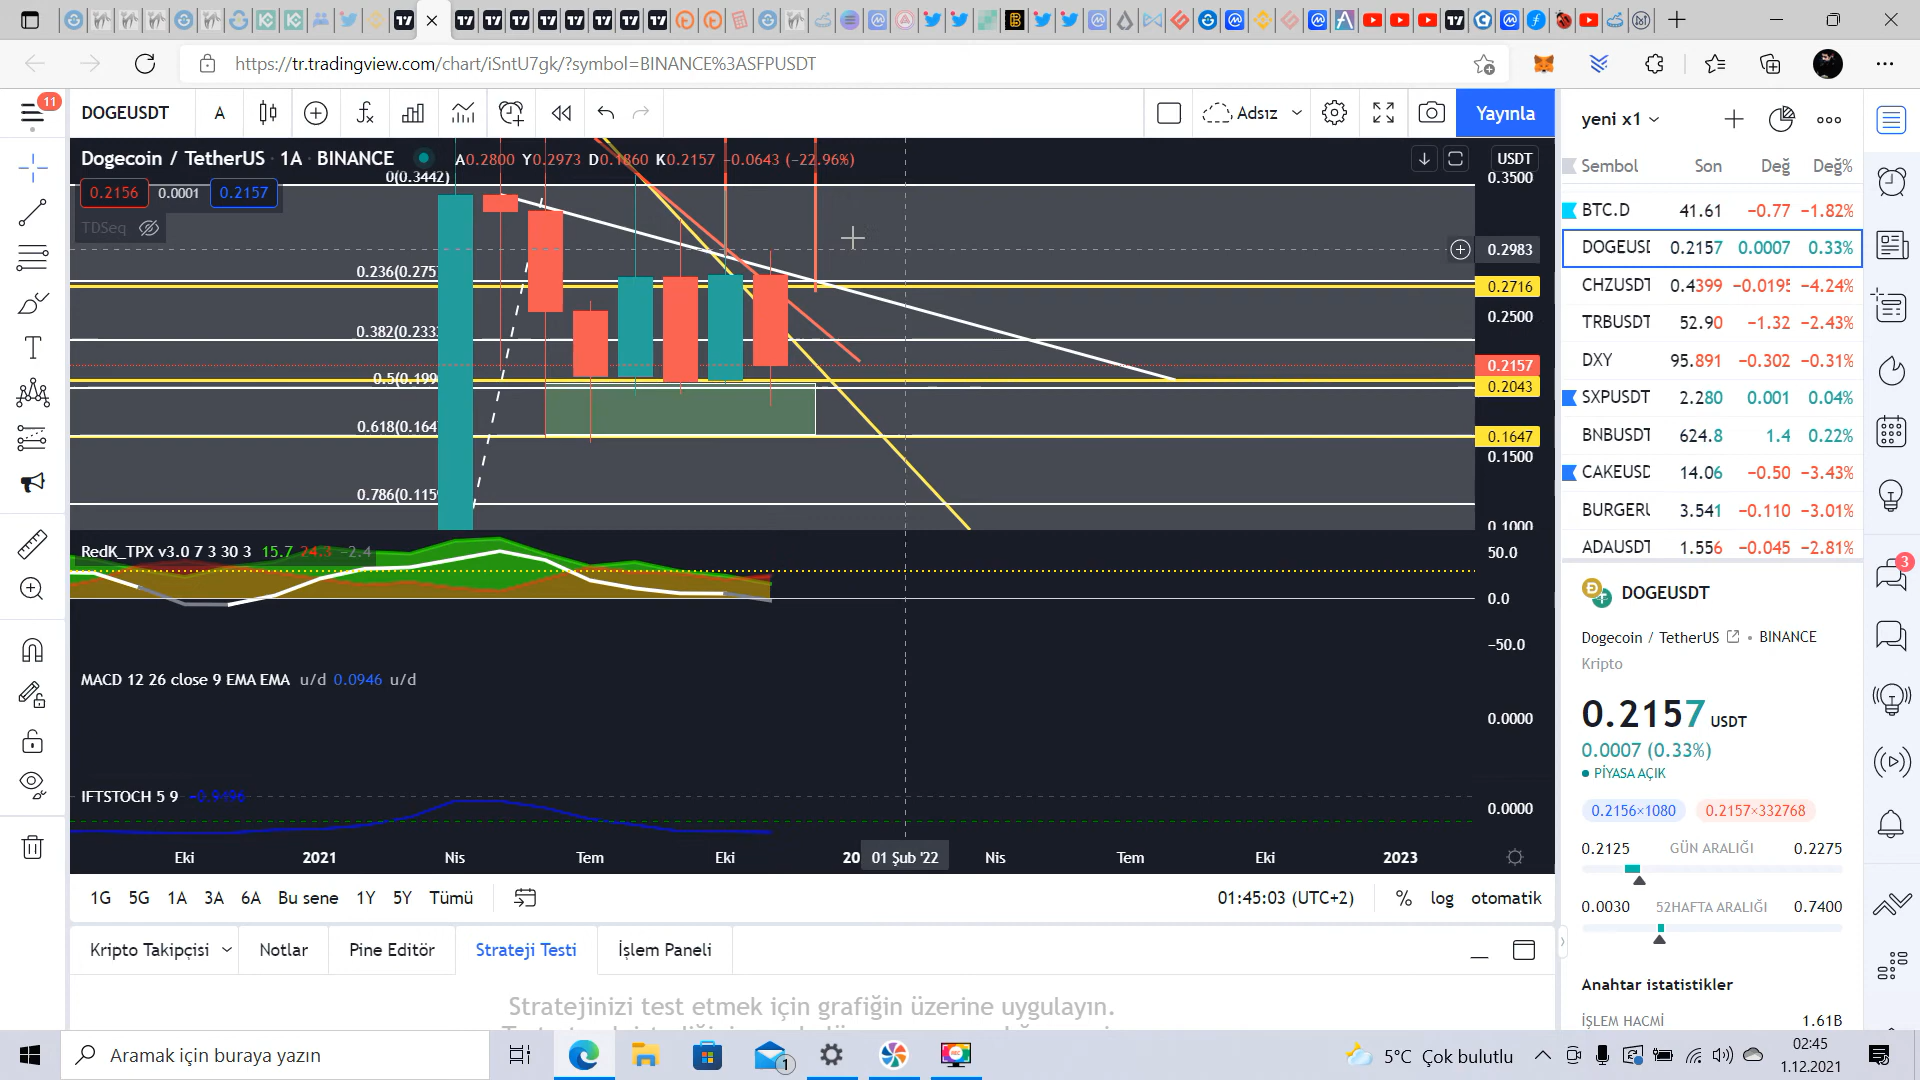 https://tr.tradingview.com/chart/iSntU7gk/?symbol=BINANCE%3ASFPUSDT
11
DOGEUSDT
A
Adsız
Yayınla
yeni x1
Dogecoin / TetherUS · 1A · BINANCE
A0.2800 Y0.2973 D0.1860 K0.2157 −0.0643 (−22.96%)
USDT
0.2156 0.0001 0.2157
TDSeq
0(0.3442)
0.236(0.275
0.382(0.233
0.5(0.199
0.618(0.164
0.786(0.115
0.3500
0.2983
0.2716
0.2500
0.2157
0.2043
0.1647
0.1500
0.1000
RedK_TPX v3.0 7 3 30 3 15.7 24.3 −2.4
50.0
0.0
−50.0
MACD 12 26 close 9 EMA EMA u/d 0.0946 u/d
0.0000
IFTSTOCH 5 9 −0.9496
0.0000
Eki 2021 Nis Tem Eki 20 01 Şub '22 Nis Tem Eki 2023
1G 5G 1A 3A 6A Bu sene 1Y 5Y Tümü
01:45:03 (UTC+2) % log otomatik
Kripto Takipçisi Notlar Pine Editör Strateji Testi İşlem Paneli
Stratejinizi test etmek için grafiğin üzerine uygulayın.
Sembol Son Değ Değ%
BTC.D 41.61 −0.77 −1.82%
DOGEUSD 0.2157 0.0007 0.33%
CHZUSDT 0.4399 −0.0195 −4.24%
TRBUSDT 52.90 −1.32 −2.43%
DXY 95.891 −0.302 −0.31%
SXPUSDT 2.280 0.001 0.04%
BNBUSDT 624.8 1.4 0.22%
CAKEUSD 14.06 −0.50 −3.43%
BURGERU 3.541 −0.110 −3.01%
ADAUSDT 1.556 −0.045 −2.81%
3
DOGEUSDT
Dogecoin / TetherUS • BINANCE
Kripto
0.2157 USDT
0.0007 (0.33%)
PİYASA AÇIK
0.2156×1080 0.2157×332768
0.2125 GÜN ARALIĞI 0.2275
0.0030 52HAFTA ARALIĞI 0.7400
Anahtar istatistikler
İŞLEM HACMİ 1.61B
Aramak için buraya yazın
1
5°C Çok bulutlu
02:45
1.12.2021